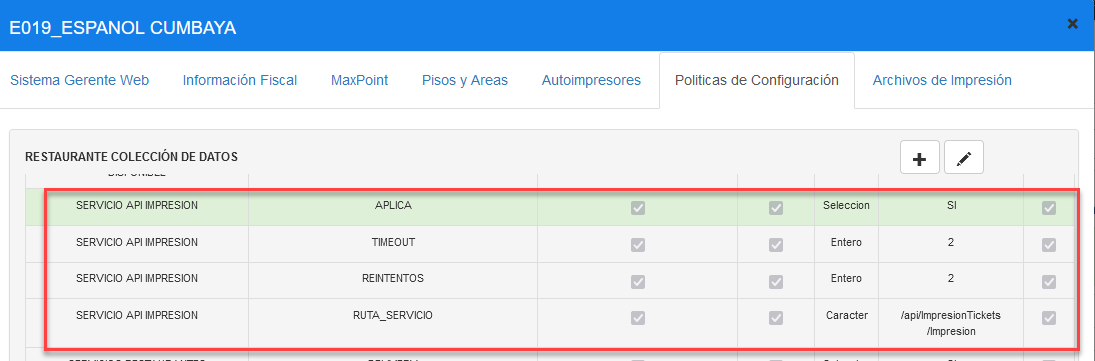 E019_ESPANOL CUMBAYA
Sistema Gerente Web Información Fiscal MaxPoint Pisos y Areas Autoimpresores Politicas de Configuración Archivos de Impresión
RESTAURANTE COLECCIÓN DE DATOS
DISPONIBLE
SERVICIO API IMPRESION APLICA Seleccion SI
SERVICIO API IMPRESION TIMEOUT Entero 2
SERVICIO API IMPRESION REINTENTOS Entero 2
SERVICIO API IMPRESION RUTA_SERVICIO Caracter /api/ImpresionTickets
/Impresion